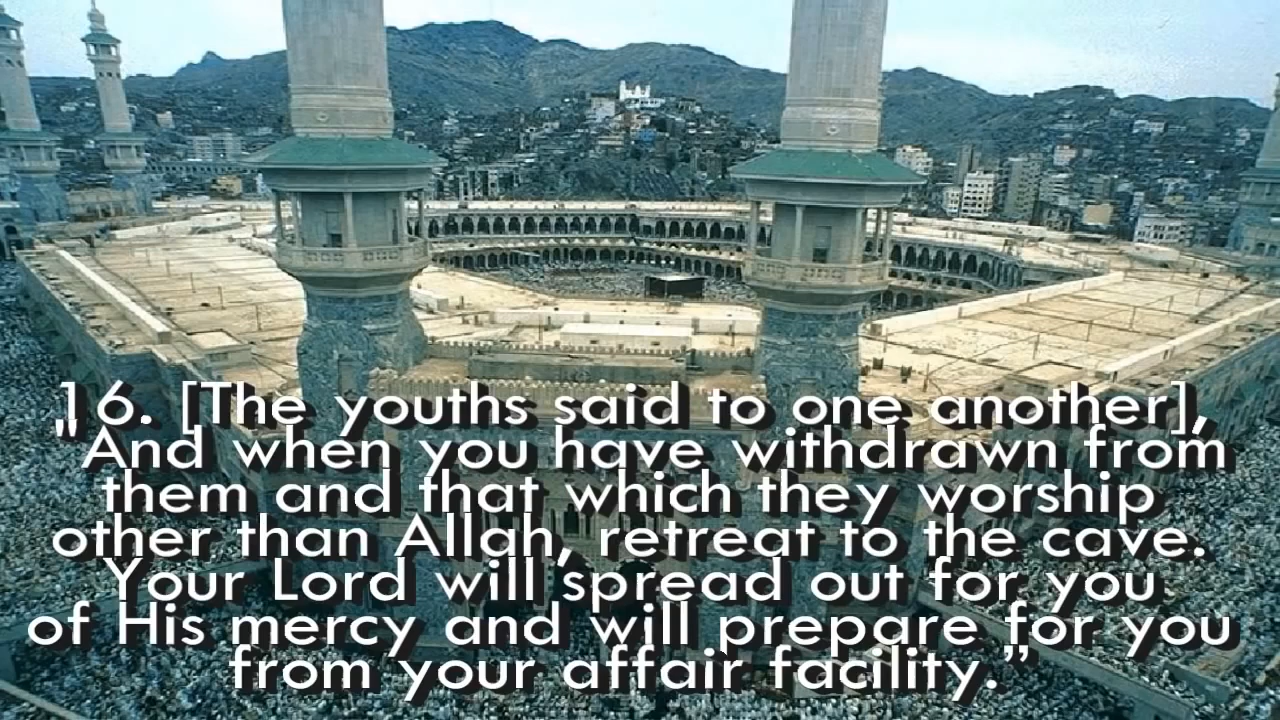 16. [The youths said to one another],
"And when you have withdrawn from
them and that which they worship
other than Allah, retreat to the cave.
Your Lord will spread out for you
of His mercy and will prepare for you
from your affair facility.”